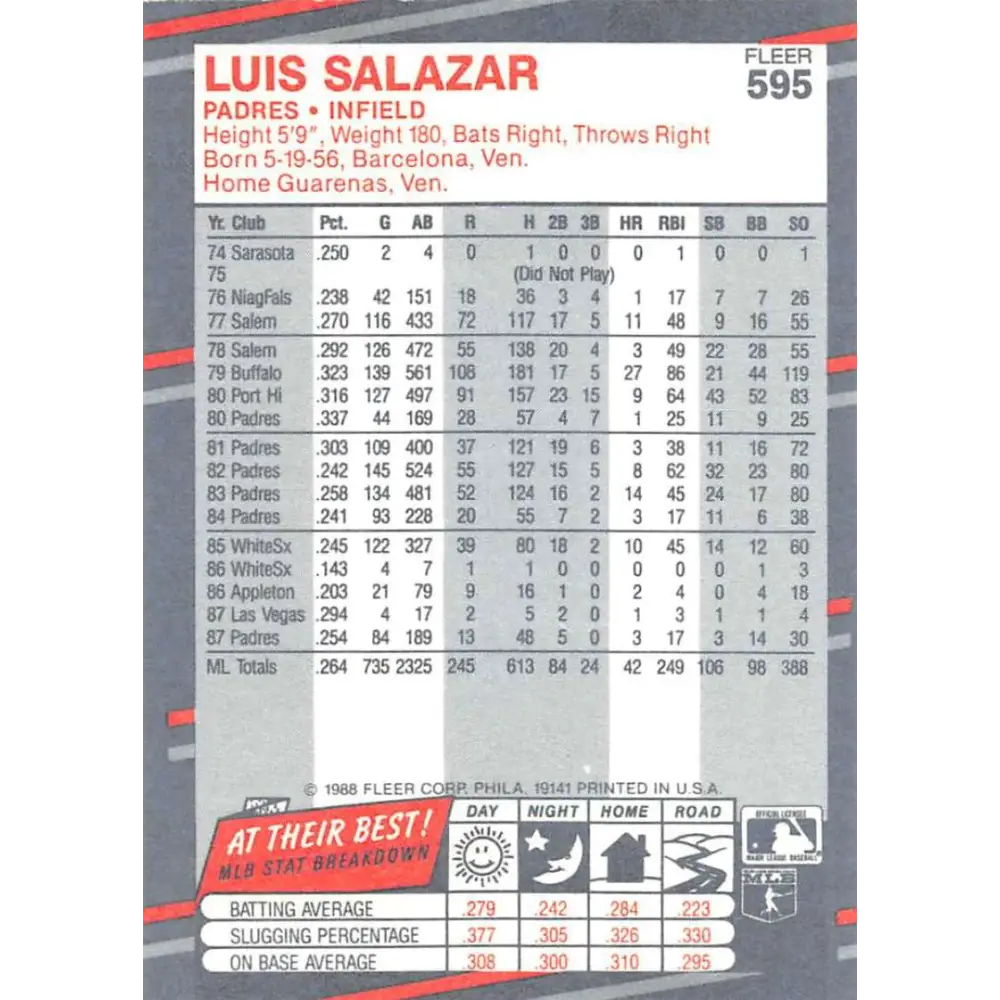 LUIS SALAZAR
FLEER
595
PADRES • INFIELD
Height 5'9", Weight 180, Bats Right, Throws Right
Born 5-19-56, Barcelona, Ven.
Home Guarenas, Ven.
Yr. Club Pct. G AB R H 2B 3B HR RBI SB BB SO
74 Sarasota .250 2 4 0 1 0 0 0 1 0 0 1
75 (Did Not Play)
76 NiagFals .238 42 151 18 36 3 4 1 17 7 7 26
77 Salem .270 116 433 72 117 17 5 11 48 9 16 55
78 Salem .292 126 472 55 138 20 4 3 49 22 28 55
79 Buffalo .323 139 561 108 181 17 5 27 86 21 44 119
80 Port Hi .316 127 497 91 157 23 15 9 64 43 52 83
80 Padres .337 44 169 28 57 4 7 1 25 11 9 25
81 Padres .303 109 400 37 121 19 6 3 38 11 16 72
82 Padres .242 145 524 55 127 15 5 8 62 32 23 80
83 Padres .258 134 481 52 124 16 2 14 45 24 17 80
84 Padres .241 93 228 20 55 7 2 3 17 11 6 38
85 WhiteSx .245 122 327 39 80 18 2 10 45 14 12 60
86 WhiteSx .143 4 7 1 1 0 0 0 0 0 1 3
86 Appleton .203 21 79 9 16 1 0 2 4 0 4 18
87 Las Vegas .294 4 17 2 5 2 0 1 3 1 1 4
87 Padres .254 84 189 13 48 5 0 3 17 3 14 30
ML Totals .264 735 2325 245 613 84 24 42 249 106 98 388
© 1988 FLEER CORP. PHILA. 19141 PRINTED IN U.S.A.
AT THEIR BEST!
MLB STAT BREAKDOWN
DAY NIGHT HOME ROAD
OFFICIAL LICENSEE
MAJOR LEAGUE BASEBALL
MLB
BATTING AVERAGE .279 .242 .284 .223
SLUGGING PERCENTAGE .377 .305 .326 .330
ON BASE AVERAGE .308 .300 .310 .295